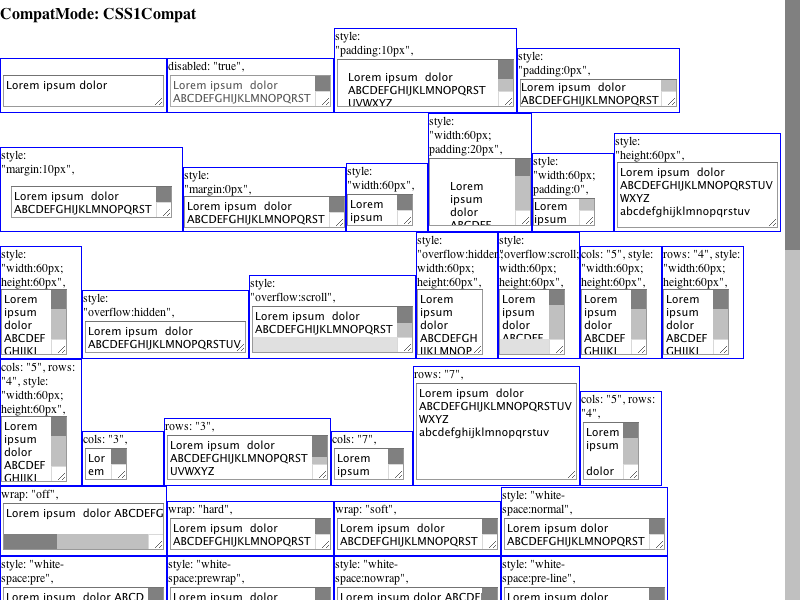 CompatMode: CSS1Compat
Lorem ipsum dolor
disabled: "true",
Lorem ipsum  dolor
ABCDEFGHIJKLMNOPQRST
style:
"padding:10px",
Lorem ipsum  dolor
ABCDEFGHIJKLMNOPQRST
UVWXYZ
style:
"padding:0px",
Lorem ipsum  dolor
ABCDEFGHIJKLMNOPQRST
style:
"margin:10px",
Lorem ipsum  dolor
ABCDEFGHIJKLMNOPQRST
style:
"margin:0px",
Lorem ipsum  dolor
ABCDEFGHIJKLMNOPQRST
style:
"width:60px",
Lorem
ipsum
style:
"width:60px;
padding:20px",
Lorem
ipsum
dolor
ABCDEF
style:
"width:60px;
padding:0",
Lorem
ipsum
style:
"height:60px",
Lorem ipsum  dolor
ABCDEFGHIJKLMNOPQRSTUV
WXYZ
abcdefghijklmnopqrstuv
style:
"width:60px;
height:60px",
Lorem
ipsum
dolor
ABCDEF
GHIJKL
style:
"overflow:hidden",
Lorem ipsum  dolor
ABCDEFGHIJKLMNOPQRSTUV
style:
"overflow:scroll",
Lorem ipsum  dolor
ABCDEFGHIJKLMNOPQRST
style:
"overflow:hidden;
width:60px;
height:60px",
Lorem
ipsum
dolor
ABCDEFGH
IJKLMNOP
style:
"overflow:scroll;
width:60px;
height:60px",
Lorem
ipsum
dolor
ABCDEF
cols: "5", style:
"width:60px;
height:60px",
Lorem
ipsum
dolor
ABCDEF
GHIJKL
rows: "4", style:
"width:60px;
height:60px",
Lorem
ipsum
dolor
ABCDEF
GHIJKL
cols: "5", rows:
"4", style:
"width:60px;
height:60px",
Lorem
ipsum
dolor
ABCDEF
GHIJKL
cols: "3",
Lor
em
rows: "3",
Lorem ipsum  dolor
ABCDEFGHIJKLMNOPQRST
UVWXYZ
cols: "7",
Lorem
ipsum
rows: "7",
Lorem ipsum  dolor
ABCDEFGHIJKLMNOPQRSTUV
WXYZ
abcdefghijklmnopqrstuv
cols: "5", rows:
"4",
Lorem
ipsum
dolor
wrap: "off",
Lorem ipsum  dolor ABCDEFG
wrap: "hard",
Lorem ipsum  dolor
ABCDEFGHIJKLMNOPQRST
wrap: "soft",
Lorem ipsum  dolor
ABCDEFGHIJKLMNOPQRST
style: "white-
space:normal",
Lorem ipsum dolor
ABCDEFGHIJKLMNOPQRST
style: "white-
space:pre",
Lorem ipsum  dolor ABCD
style: "white-
space:prewrap",
Lorem ipsum  dolor
style: "white-
space:nowrap",
Lorem ipsum dolor ABCDEF
style: "white-
space:pre-line",
Lorem ipsum dolor